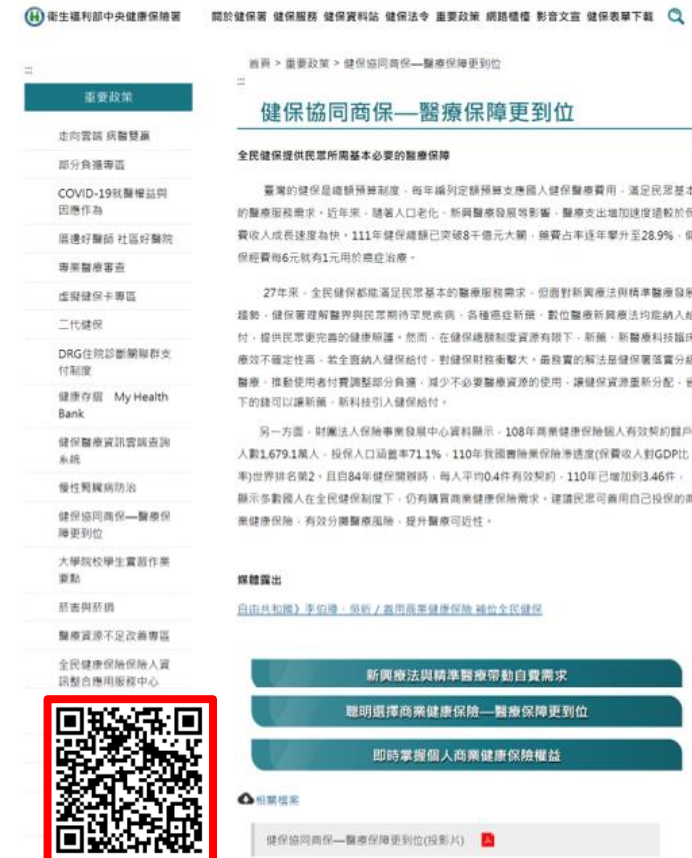 衛生福利部中央健康保險署
關於健保署 健保服務 健保資料站 健保法令 重要政策 網路櫃檯 影音文宣 健保表單下載
首頁 > 重要政策 > 健保協同商保—醫療保障更到位
重要政策
走向雲端 病醫雙贏
部分負擔專區
COVID-19就醫權益與
因應作為
厝邊好醫師 社區好醫院
專業醫療審查
虛擬健保卡專區
二代健保
DRG住院診斷關聯群支
付制度
健康存摺 My Health
Bank
健保醫療資訊雲端查詢
系統
慢性腎臟病防治
健保協同商保—醫療保
障更到位
大學院校學生實習作業
要點
菸害與菸捐
醫療資源不足改善專區
全民健康保險保險人資
訊整合應用服務中心
健保協同商保—醫療保障更到位
全民健保提供民眾所需基本必要的醫療保障
臺灣的健保是總額預算制度，每年編列定額預算支應國人健保醫療費用，滿足民眾基本
的醫療服務需求。近年來，隨著人口老化、新興醫療發展等影響，醫療支出增加速度遠較於保
費收入成長速度為快。111年健保總額已突破8千億元大關，藥費占率逐年攀升至28.9%，健
保經費每6元就有1元用於癌症治療。
27年來，全民健保都能滿足民眾基本的醫療服務需求，但面對新興療法與精準醫療發展
趨勢，健保署理解醫界與民眾期待罕見疾病、各種癌症新藥、數位醫療新興療法均能納入給
付，提供民眾更完善的健康照護。然而，在健保總額制度資源有限下，新藥、新醫療科技臨床
療效不確定性高，若全面納入健保給付，對健保財務衝擊大。最務實的解法是健保署落實分級
醫療、推動使用者付費調整部分負擔，減少不必要醫療資源的使用，讓健保資源重新分配，省
下的錢可以讓新藥、新科技引入健保給付。
另一方面，財團法人保險事業發展中心資料顯示，108年商業健康保險個人有效契約歸戶
人數1,679.1萬人，投保人口涵蓋率71.1%，110年我國壽險業保險滲透度(保費收入對GDP比
率)世界排名第2。且自84年健保開辦時，每人平均0.4件有效契約，110年已增加到3.46件，
顯示多數國人在全民健保制度下，仍有購買商業健康保險需求。建議民眾可善用自己投保的商
業健康保險，有效分攤醫療風險，提升醫療可近性。
媒體露出
自由共和國》李伯璋、吳昕／善用商業健康保險 補位全民健保
新興療法與精準醫療帶動自費需求
聰明選擇商業健康保險—醫療保障更到位
即時掌握個人商業健康保險權益
相關檔案
健保協同商保—醫療保障更到位(投影片)